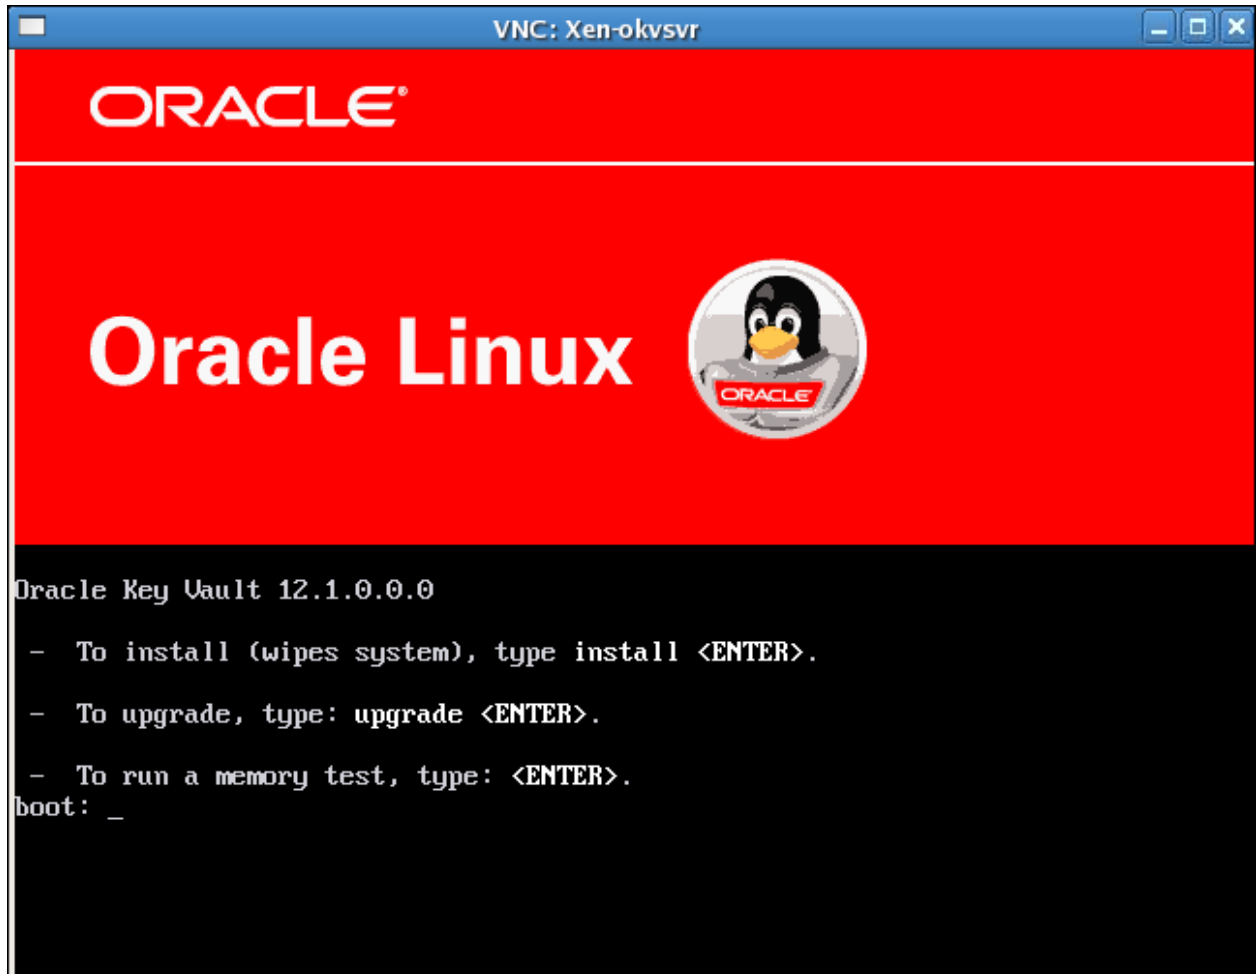 VNC: Xen-okvsvr
ORACLE®
Oracle Linux
ORACLE
Oracle Key Vault 12.1.0.0.0
- To install (wipes system), type install <ENTER>.
- To upgrade, type: upgrade <ENTER>.
- To run a memory test, type: <ENTER>.
boot: _